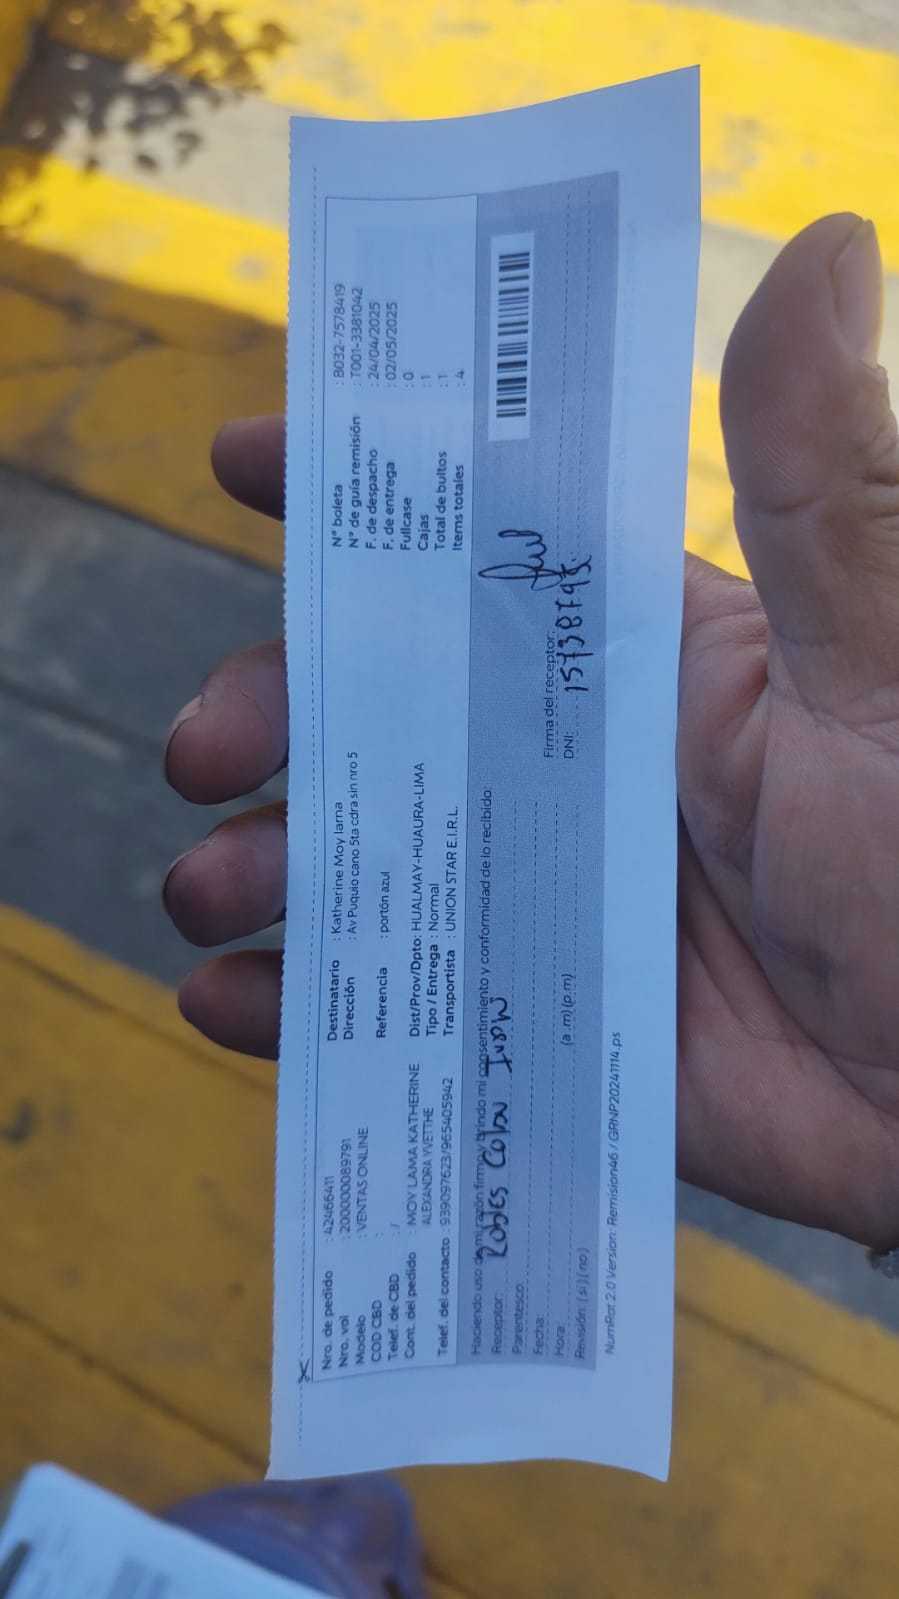 Nro. de pedido : 42466411
Nro. vol : 200000089791
Modelo : VENTAS ONLINE
COD CBD :
Telef. de CBD : /
Cont. del pedido : MOY LAMA KATHERINE
ALEXANDRA YVETTHE
Telef. del contacto : 939097623/965405942
Destinatario : Katherine Moy lama
Dirección : Av Puquio cano 5ta cdra sin nro 5
Referencia : portón azul
Dist/Prov/Dpto: HUALMAY-HUAURA-LIMA
Tipo / Entrega : Normal
Transportista : UNION STAR E.I.R.L.
N° boleta : B032-7578419
N° de guía remisión : T001-3381042
F. de despacho : 24/04/2025
F. de entrega : 02/05/2025
Fullcase : 0
Cajas : 1
Total de bultos : 1
Items totales : 4
Haciendo uso de mi razón firmo y brindo mi consentimiento y conformidad de lo recibido:
Receptor: Robles Colan
Parentesco:
Fecha:
Hora: (a .m) (p.m)
Revisión: ( si ) ( no )
Firma del receptor:
DNI: 15738795
NumRot 2.0 Version: Remision46 / GRNP20241114.ps